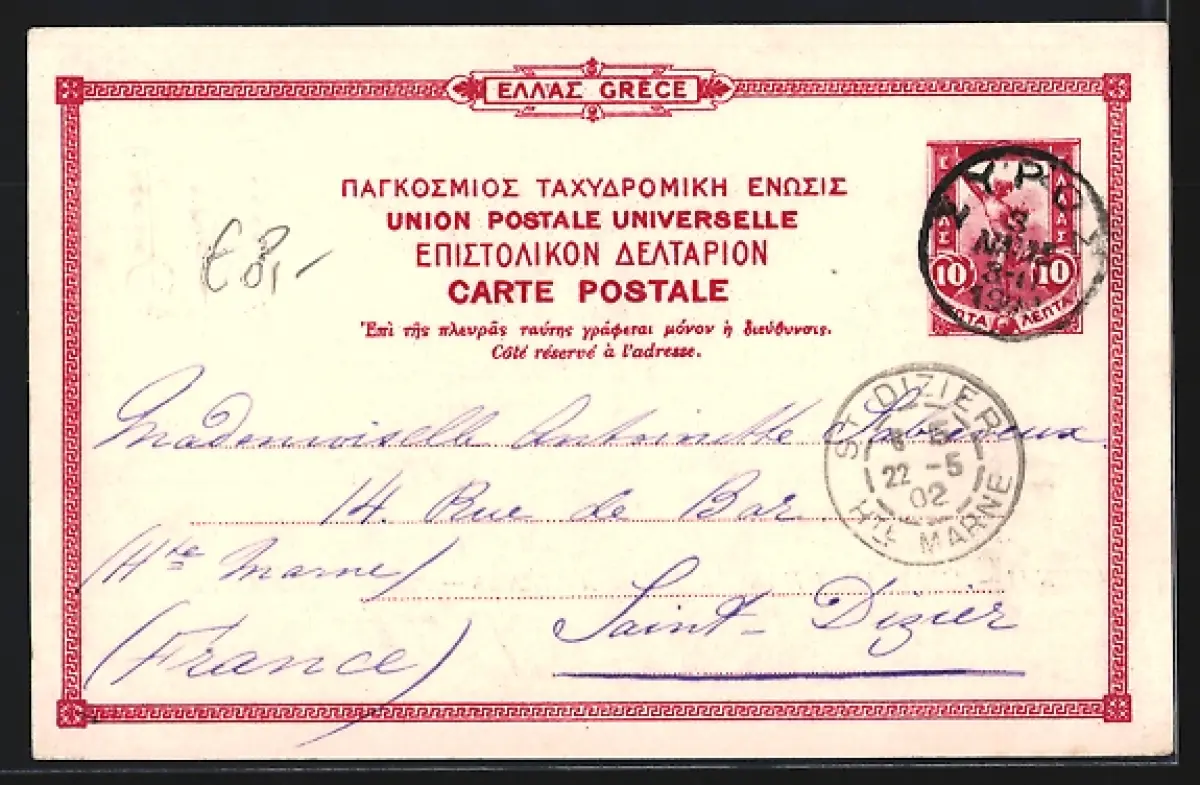 ΕΛΛΑΣ GRÈCE
ΠΑΓΚΟΣΜΙΟΣ ΤΑΧΥΔΡΟΜΙΚΗ ΕΝΩΣΙΣ
UNION POSTALE UNIVERSELLE
ΕΠΙΣΤΟΛΙΚΟΝ ΔΕΛΤΑΡΙΟΝ
CARTE POSTALE
Ἐπὶ τῆς πλευρᾶς ταύτης γράφεται μόνον ἡ διεύθυνσις.
Côté réservé à l'adresse.
€ 8,-
10 10
ΛΕΠΤΑ
ΣΥΡΟΣ
ST DIZIER
22 -5
02
HTE MARNE
Mademoiselle Antoinette
14. Rue de Bar
(Hte Marne)
Saint-Dizier
(France)